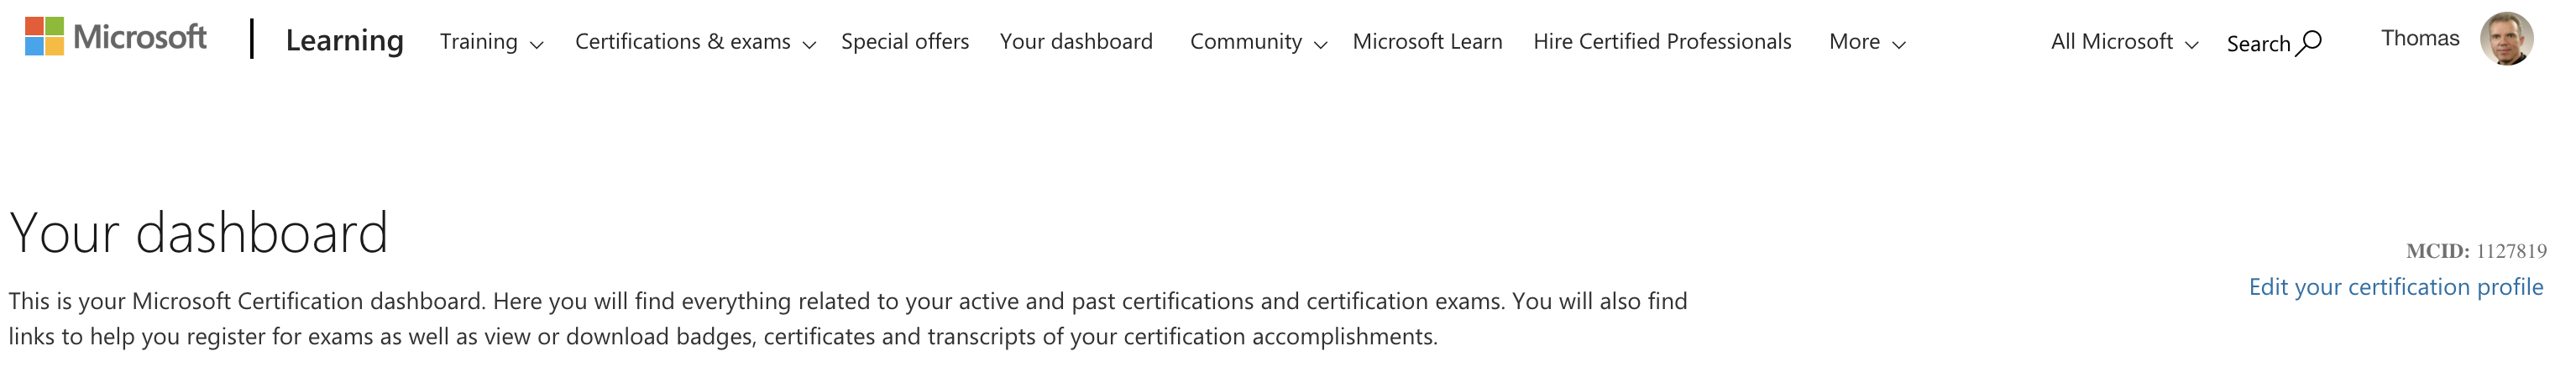 Microsoft | Learning Training Certifications & exams Special offers Your dashboard Community Microsoft Learn Hire Certified Professionals More All Microsoft Search Thomas
Your dashboard
MCID: 1127819
Edit your certification profile
This is your Microsoft Certification dashboard. Here you will find everything related to your active and past certifications and certification exams. You will also find
links to help you register for exams as well as view or download badges, certificates and transcripts of your certification accomplishments.